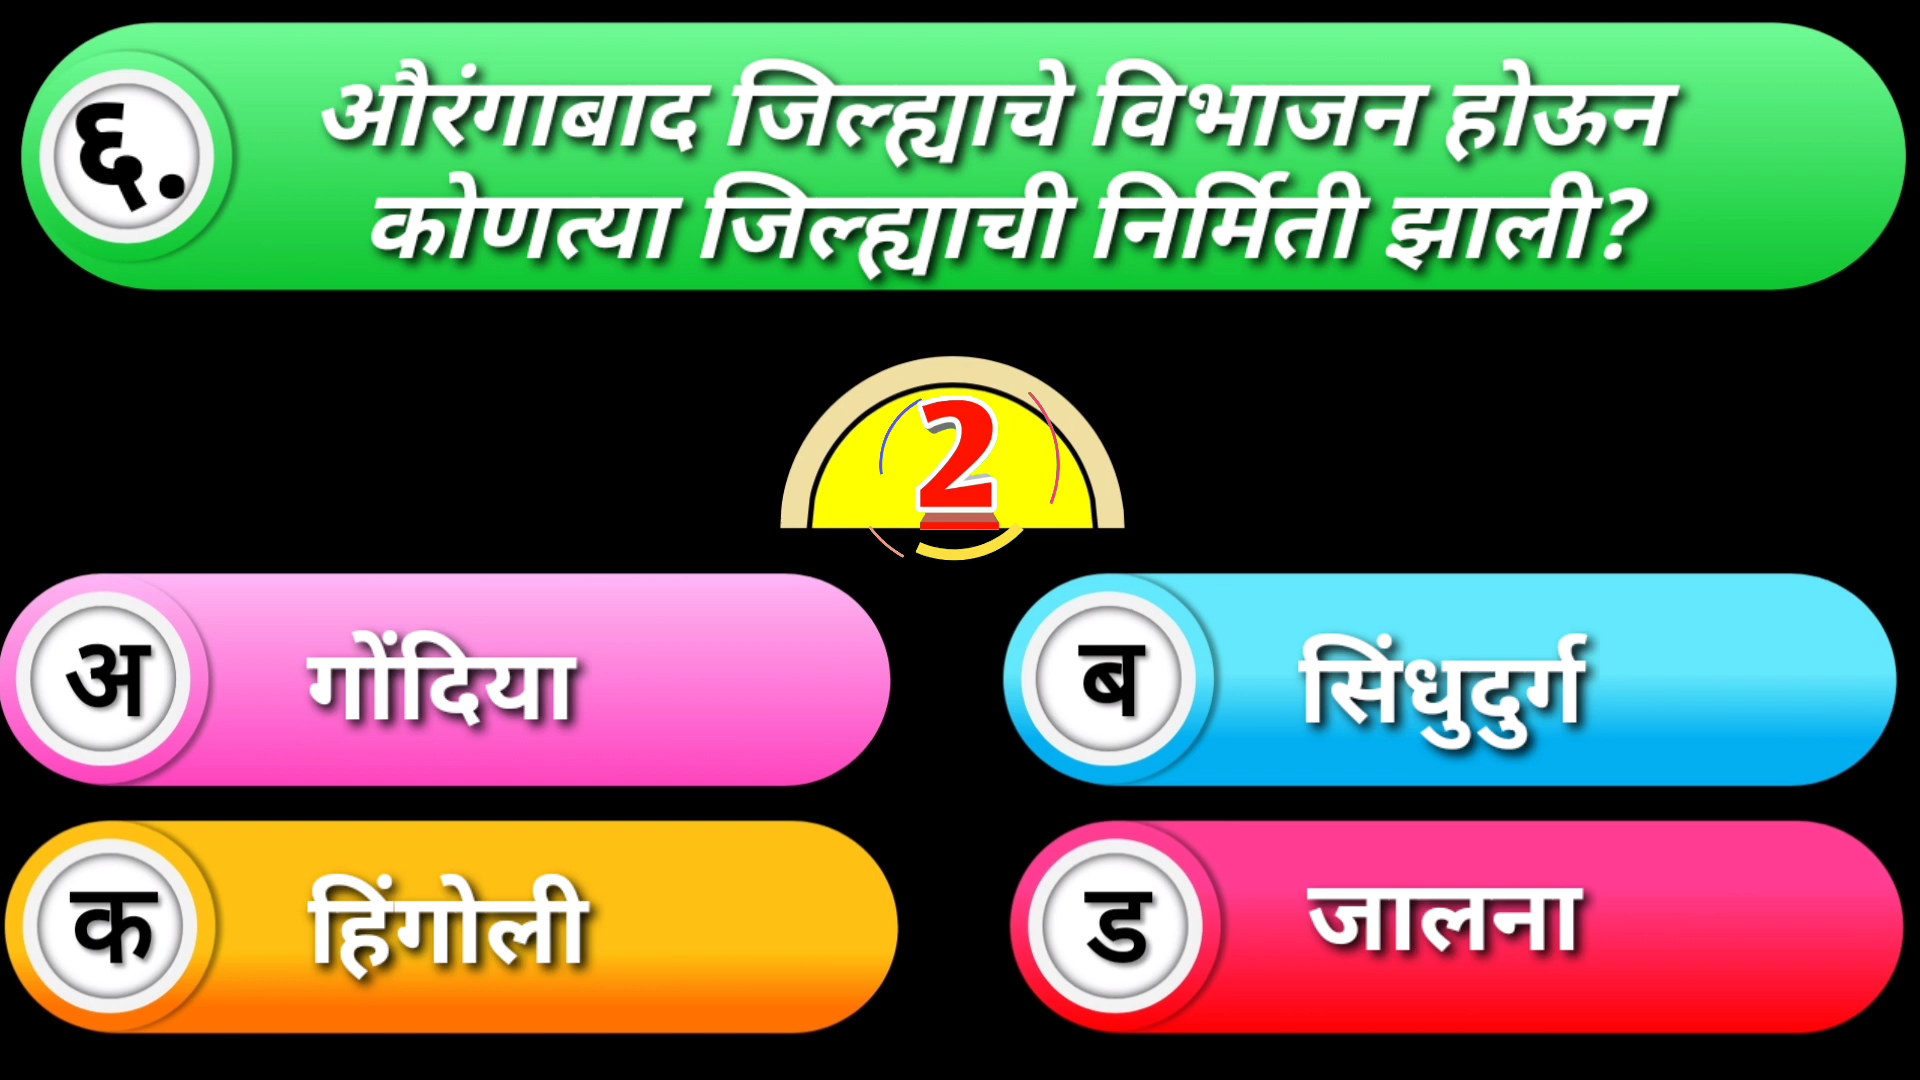 ६.
औरंगाबाद जिल्ह्याचे विभाजन होऊन
कोणत्या जिल्ह्याची निर्मिती झाली?
2
अ गोंदिया
ब सिंधुदुर्ग
क हिंगोली
ड जालना